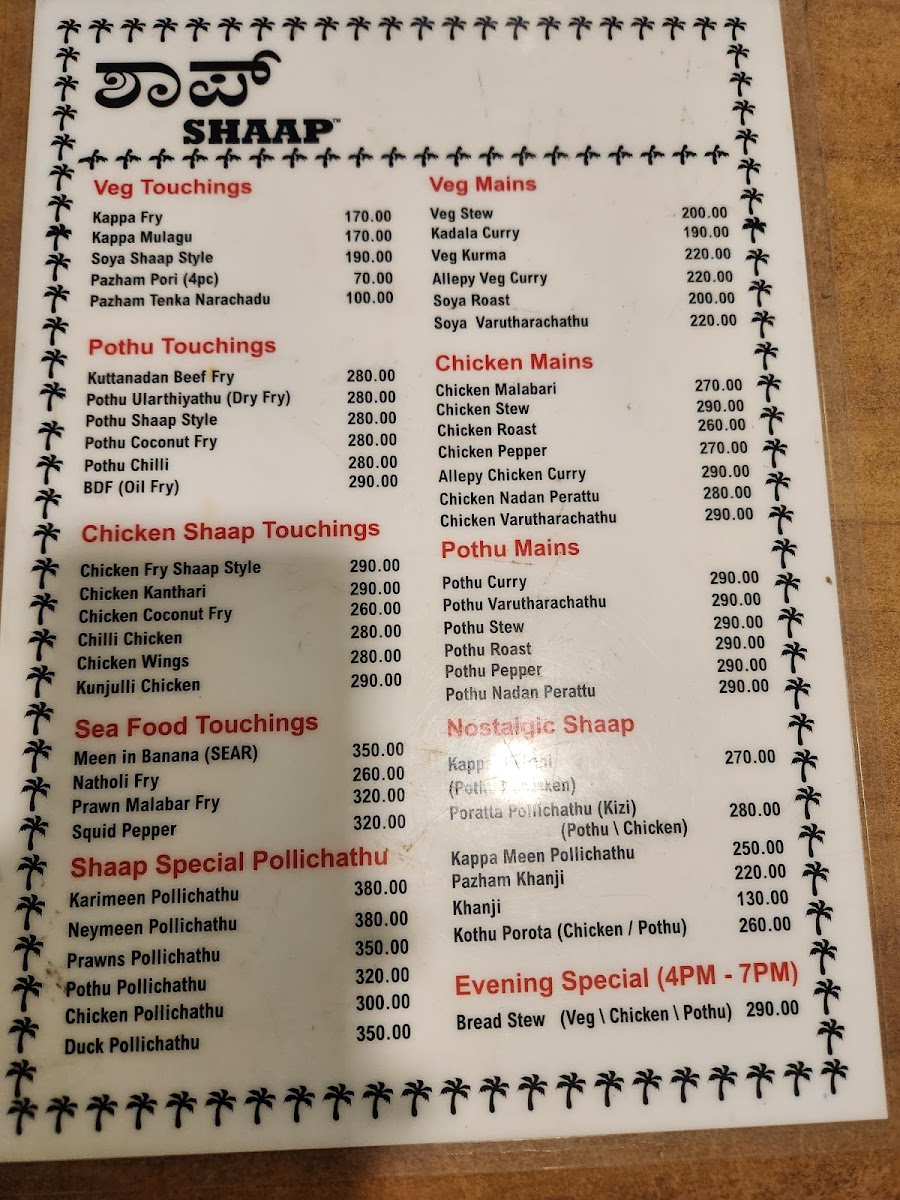 ಶಾಪ್
SHAAP™
Veg Touchings
Kappa Fry 170.00
Kappa Mulagu 170.00
Soya Shaap Style 190.00
Pazham Pori (4pc) 70.00
Pazham Tenka Narachadu 100.00
Pothu Touchings
Kuttanadan Beef Fry 280.00
Pothu Ularthiyathu (Dry Fry) 280.00
Pothu Shaap Style 280.00
Pothu Coconut Fry 280.00
Pothu Chilli 280.00
BDF (Oil Fry) 290.00
Chicken Shaap Touchings
Chicken Fry Shaap Style 290.00
Chicken Kanthari 290.00
Chicken Coconut Fry 260.00
Chilli Chicken 280.00
Chicken Wings 280.00
Kunjulli Chicken 290.00
Sea Food Touchings
Meen in Banana (SEAR) 350.00
Natholi Fry 260.00
Prawn Malabar Fry 320.00
Squid Pepper 320.00
Shaap Special Pollichathu
Karimeen Pollichathu 380.00
Neymeen Pollichathu 380.00
Prawns Pollichathu 350.00
Pothu Pollichathu 320.00
Chicken Pollichathu 300.00
Duck Pollichathu 350.00
Veg Mains
Veg Stew 200.00
Kadala Curry 190.00
Veg Kurma 220.00
Allepy Veg Curry 220.00
Soya Roast 200.00
Soya Varutharachathu 220.00
Chicken Mains
Chicken Malabari 270.00
Chicken Stew 290.00
Chicken Roast 260.00
Chicken Pepper 270.00
Allepy Chicken Curry 290.00
Chicken Nadan Perattu 280.00
Chicken Varutharachathu 290.00
Pothu Mains
Pothu Curry 290.00
Pothu Varutharachathu 290.00
Pothu Stew 290.00
Pothu Roast 290.00
Pothu Pepper 290.00
Pothu Nadan Perattu 290.00
Nostalgic Shaap
Kappa 270.00
Poratta Pollichathu (Kizi) 280.00
(Pothu \ Chicken)
Kappa Meen Pollichathu 250.00
Pazham Khanji 220.00
Khanji 130.00
Kothu Porota (Chicken / Pothu) 260.00
Evening Special (4PM - 7PM)
Bread Stew (Veg \ Chicken \ Pothu) 290.00